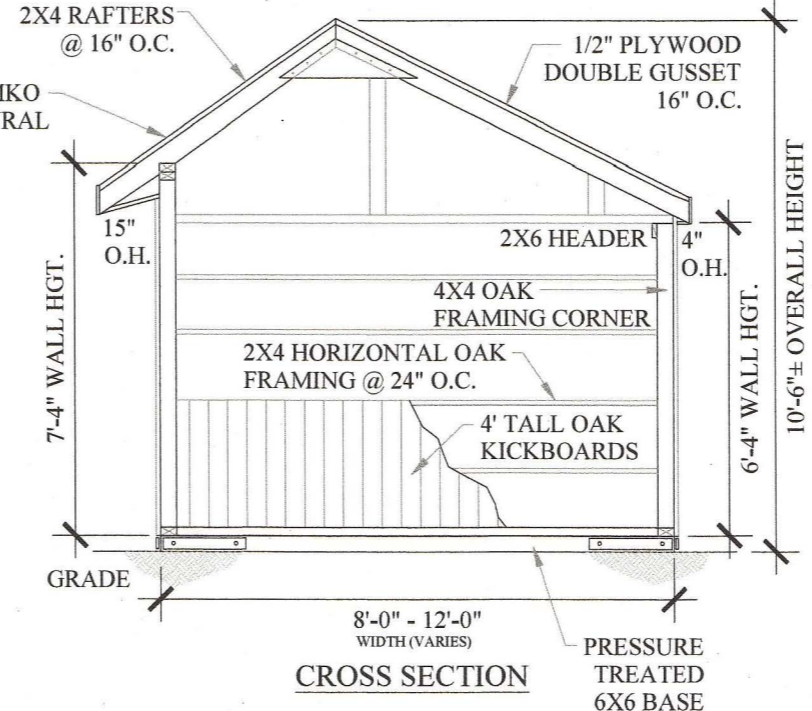 2X4 RAFTERS
@ 16" O.C.
1/2" PLYWOOD
DOUBLE GUSSET
16" O.C.
15"
O.H.
2X6 HEADER
4"
O.H.
4X4 OAK
FRAMING CORNER
2X4 HORIZONTAL OAK
FRAMING @ 24" O.C.
4' TALL OAK
KICKBOARDS
7'-4" WALL HGT.
6'-4" WALL HGT.
10'-6"± OVERALL HEIGHT
GRADE
8'-0" - 12'-0"
WIDTH (VARIES)
CROSS SECTION
PRESSURE
TREATED
6X6 BASE